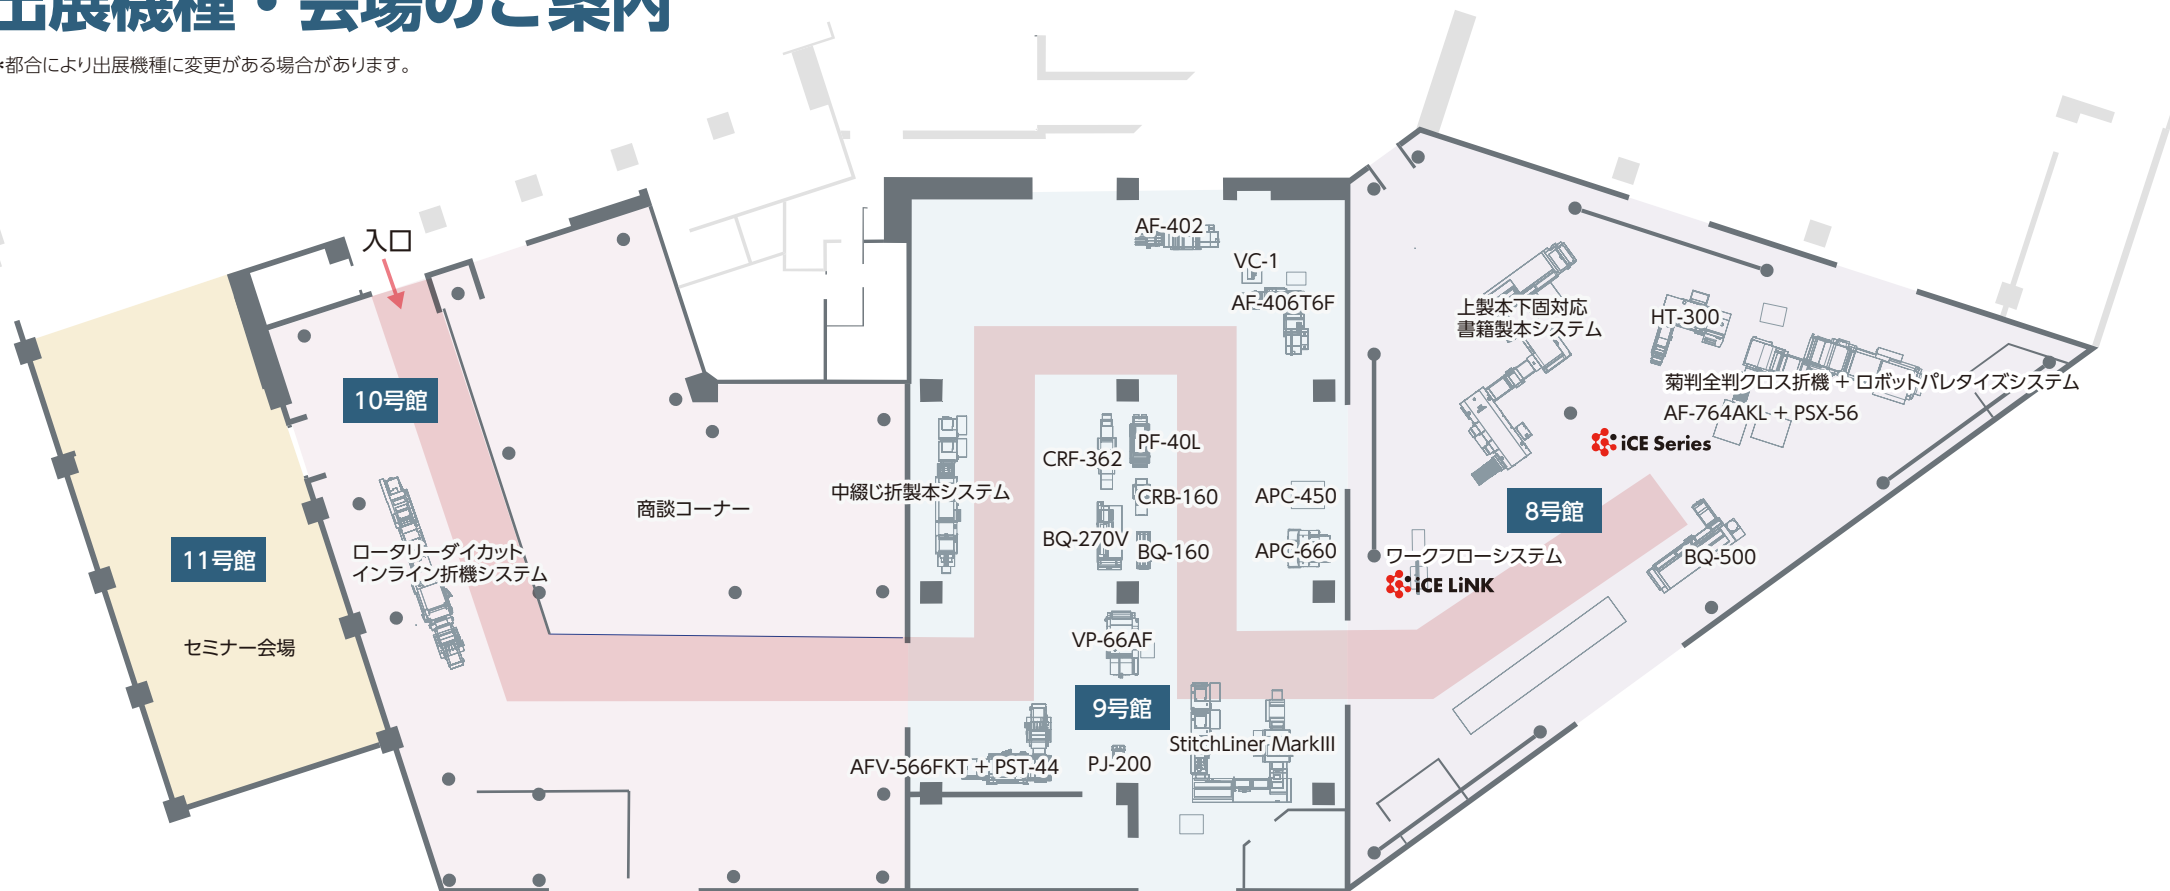 出展機種・会場のご案内
*都合により出展機種に変更がある場合があります。
入口
10号館
11号館
セミナー会場
ロータリーダイカット
インライン折機システム
商談コーナー
中綴じ折製本システム
AF-402
VC-1
AF-406T6F
CRF-362
PF-40L
CRB-160
BQ-270V
BQ-160
APC-450
APC-660
VP-66AF
9号館
AFV-566FKT + PST-44
PJ-200
StitchLiner MarkIII
上製本下固対応
書籍製本システム
HT-300
菊判全判クロス折機 + ロボットパレタイズシステム
AF-764AKL + PSX-56
iCE Series
8号館
ワークフローシステム
iCE LiNK
BQ-500